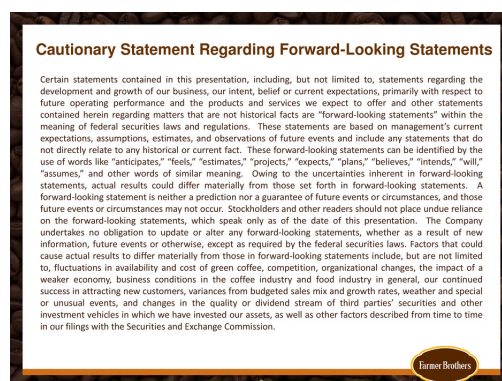 Cautionary Statement Regarding Forward-Looking Statements
Certain statements contained in this presentation, including, but not limited to, statements regarding the
development and growth of our business, our intent, belief or current expectations, primarily with respect to
future operating performance and the products and services we expect to offer and other statements
contained herein regarding matters that are not historical facts are “forward-looking statements” within the
meaning of federal securities laws and regulations. These statements are based on management’s current
expectations, assumptions, estimates, and observations of future events and include any statements that do
not directly relate to any historical or current fact. These forward-looking statements can be identified by the
use of words like “anticipates,” “feels,” “estimates,” “projects,” “expects,” “plans,” “believes,” “intends,” “will,”
“assumes,” and other words of similar meaning. Owing to the uncertainties inherent in forward-looking
statements, actual results could differ materially from those set forth in forward-looking statements. A
forward-looking statement is neither a prediction nor a guarantee of future events or circumstances, and those
future events or circumstances may not occur. Stockholders and other readers should not place undue reliance
on the forward-looking statements, which speak only as of the date of this presentation. The Company
undertakes no obligation to update or alter any forward-looking statements, whether as a result of new
information, future events or otherwise, except as required by the federal securities laws. Factors that could
cause actual results to differ materially from those in forward-looking statements include, but are not limited
to, fluctuations in availability and cost of green coffee, competition, organizational changes, the impact of a
weaker economy, business conditions in the coffee industry and food industry in general, our continued
success in attracting new customers, variances from budgeted sales mix and growth rates, weather and special
or unusual events, and changes in the quality or dividend stream of third parties’ securities and other
investment vehicles in which we have invested our assets, as well as other factors described from time to time
in our filings with the Securities and Exchange Commission.
Farmer Brothers